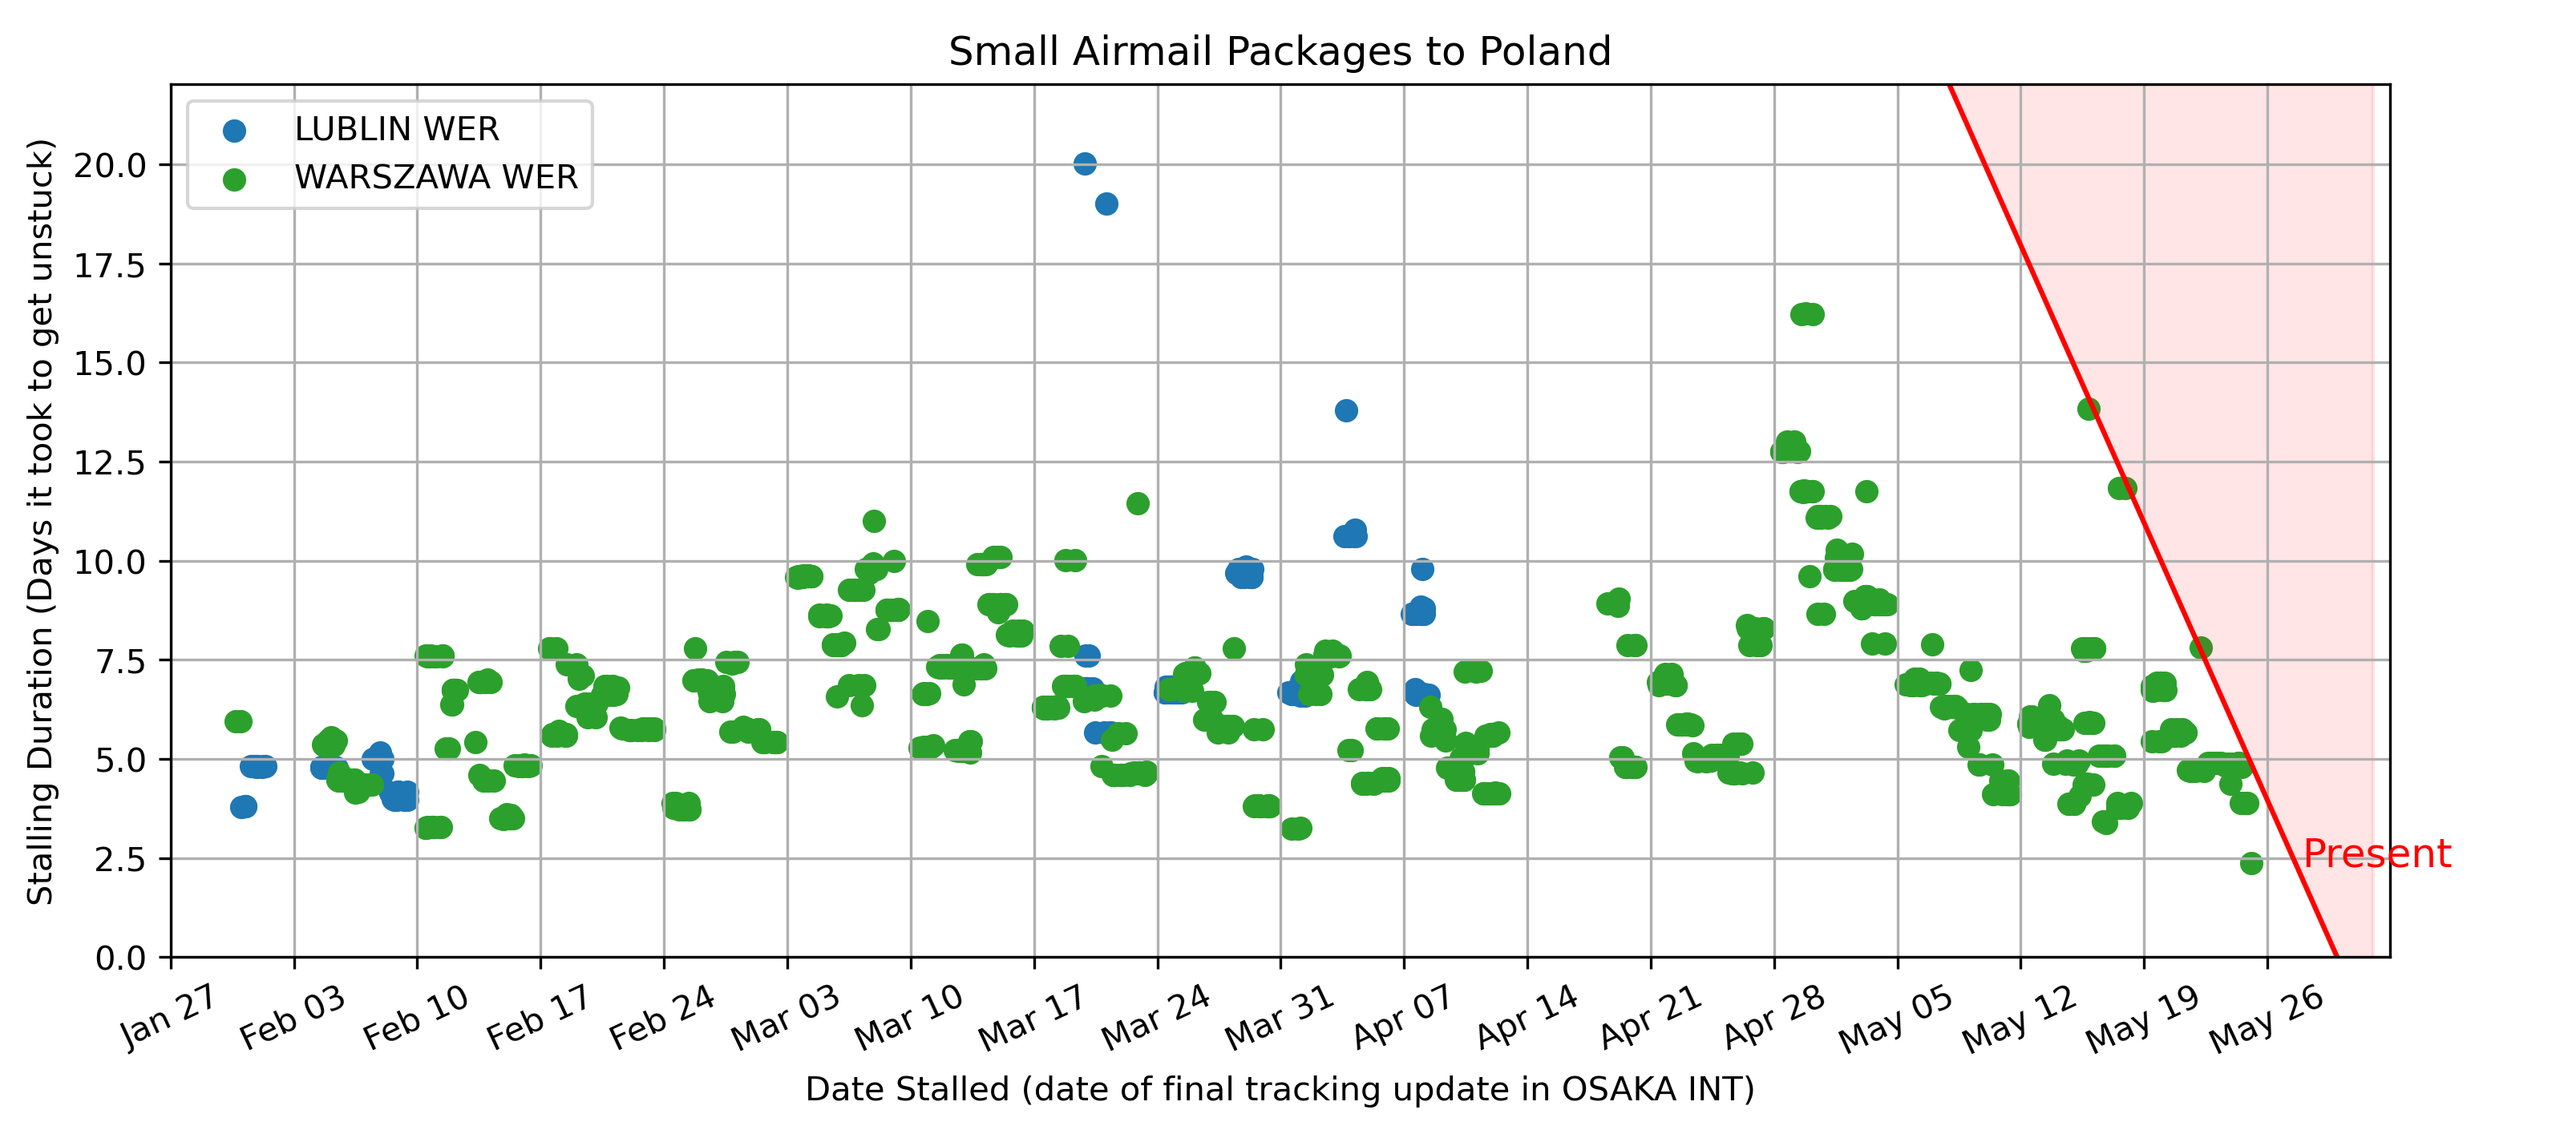 Small Airmail Packages to Poland
LUBLIN WER
WARSZAWA WER
Stalling Duration (Days it took to get unstuck)
20.0
17.5
15.0
12.5
10.0
7.5
5.0
2.5
0.0
Present
Jan 27 Feb 03 Feb 10 Feb 17 Feb 24 Mar 03 Mar 10 Mar 17 Mar 24 Mar 31 Apr 07 Apr 14 Apr 21 Apr 28 May 05 May 12 May 19 May 26
Date Stalled (date of final tracking update in OSAKA INT)